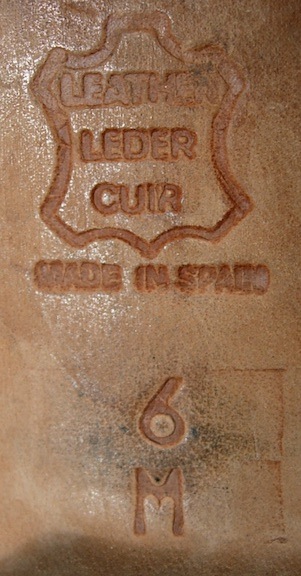 LEATHER
LEDER
CUIR
MADE IN SPAIN
6
M